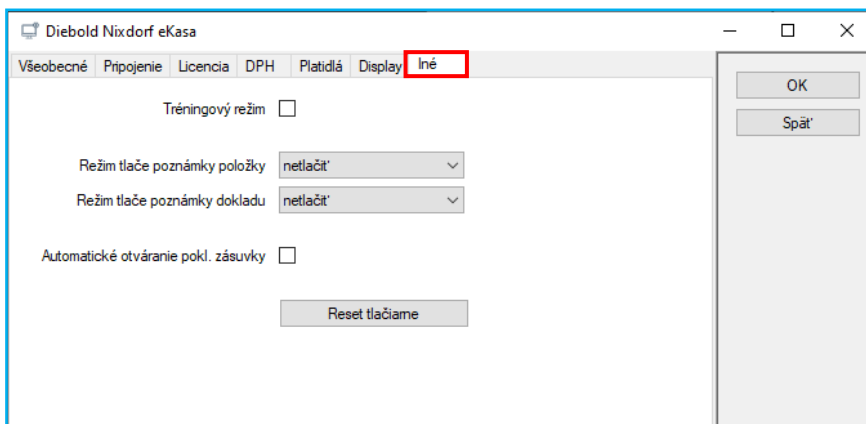 Diebold Nixdorf eKasa
Všeobecné Pripojenie Licencia DPH Platidlá Display Iné
OK
Späť
Tréningový režim
Režim tlače poznámky položky netlačiť
Režim tlače poznámky dokladu netlačiť
Automatické otváranie pokl. zásuvky
Reset tlačiarne